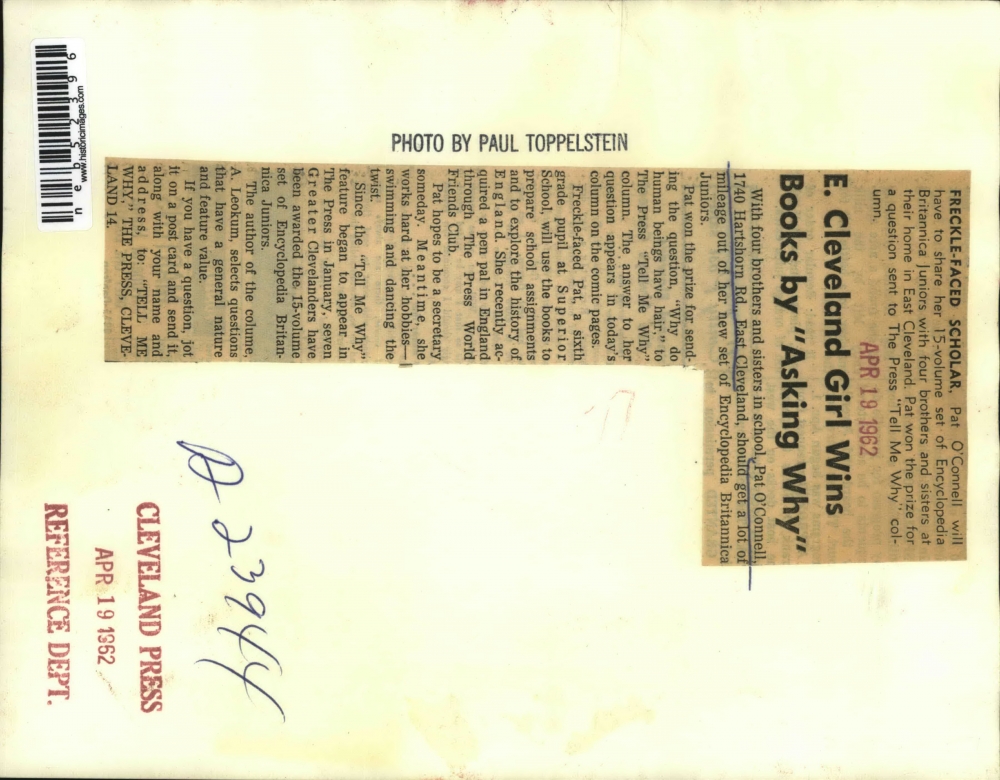 PHOTO BY PAUL TOPPELSTEIN
FRECKLE-FACED SCHOLAR, Pat O'Connell will
have to share her 15-volume set of Encyclopedia
Britannica Juniors with four brothers and sisters at
their home in East Cleveland. Pat won the prize for
a question sent to The Press "Tell Me Why" col-
umn.
APR 19 1962
E. Cleveland Girl Wins
Books by "Asking Why"
With four brothers and sisters in school, Pat O'Connell,
1740 Hartshorn Rd., East Cleveland, should get a lot of
mileage out of her new set of Encyclopedia Britannica
Juniors.
Pat won the prize for send-
ing the question, "Why do
human beings have hair," to
The Press "Tell Me Why"
column. The answer to her
question appears in today's
column on the comic pages.
Freckle-faced Pat, a sixth
grade pupil at Superior
School, will use the books to
prepare school assignments
and to explore the history of
England. She recently ac-
quired a pen pal in England
through The Press World
Friends Club.
Pat hopes to be a secretary
someday. Meantime, she
works hard at her hobbies—
swimming and dancing the
twist.
Since the "Tell Me Why"
feature began to appear in
The Press in January, seven
Greater Clevelanders have
been awarded the 15-volume
set of Encyclopedia Britan-
nica Juniors.
The author of the column,
A. Leokum, selects questions
that have a general nature
and feature value.
If you have a question, jot
it on a post card and send it,
along with your name and
address, to: "TELL ME
WHY," THE PRESS, CLEVE-
LAND 14.
23944
CLEVELAND PRESS
APR 19 1962
REFERENCE DEPT.
www.historicimages.com
neb52396